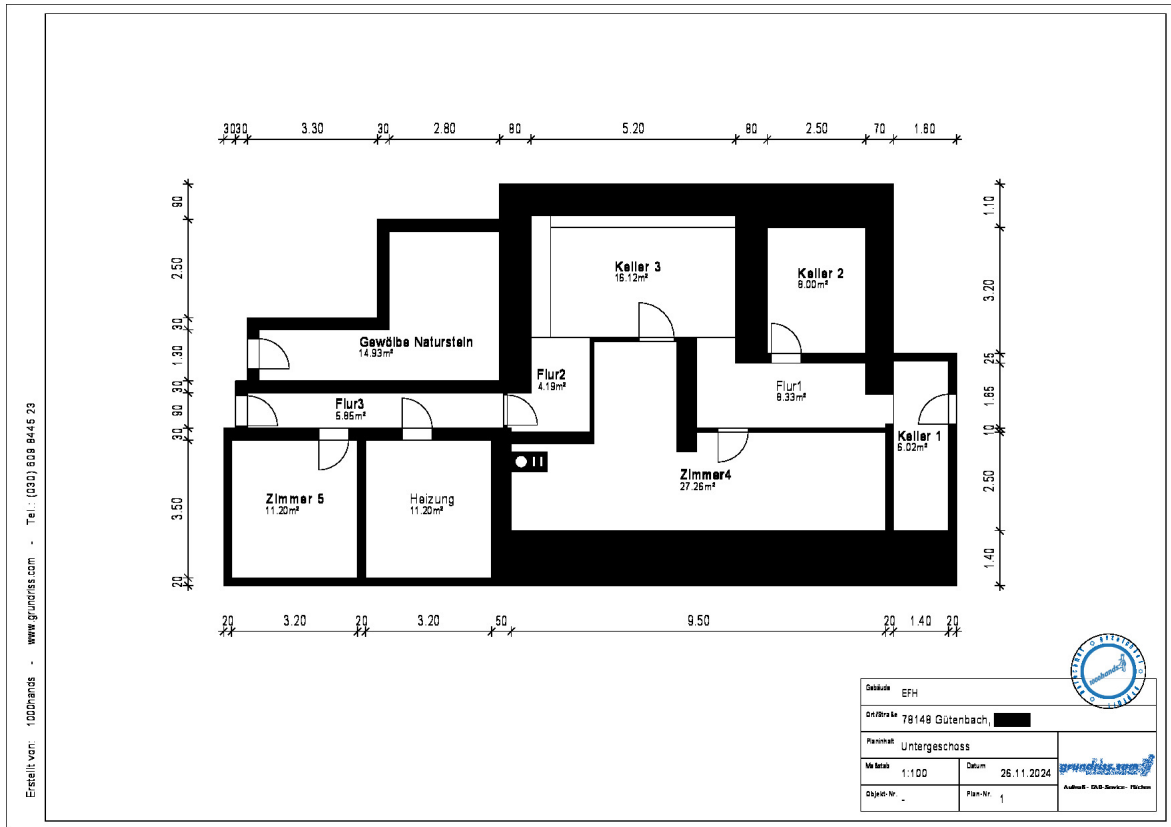 30 30 3.30 30 2.80 80 5.20 80 2.50 70 1.60
90
2.50
30
1.30
30
90
30
3.50
20
1.10
3.20
25
1.65
10
2.50
1.40
Keller 3
16.12m²
Keller 2
8.00m²
Gewölbe Naturstein
14.93m²
Flur2
4.19m²
Flur1
8.33m²
Flur3
5.85m²
Keller 1
6.02m²
Zimmer4
27.26m²
Zimmer 5
11.20m²
Heizung
11.20m²
20 3.20 20 3.20 50 9.50 20 1.40 20
Erstellt von: 1000hands - www.grundriss.com - Tel.: (030) 609 8445 23
Gebäude EFH
Ort/Straße 78148 Gütenbach,
Planinhalt Untergeschoss
Maßstab 1:100 Datum 26.11.2024
Objekt-Nr. - Plan-Nr. 1
grundriss.com
Aufmaß - CAD-Service - Flächen